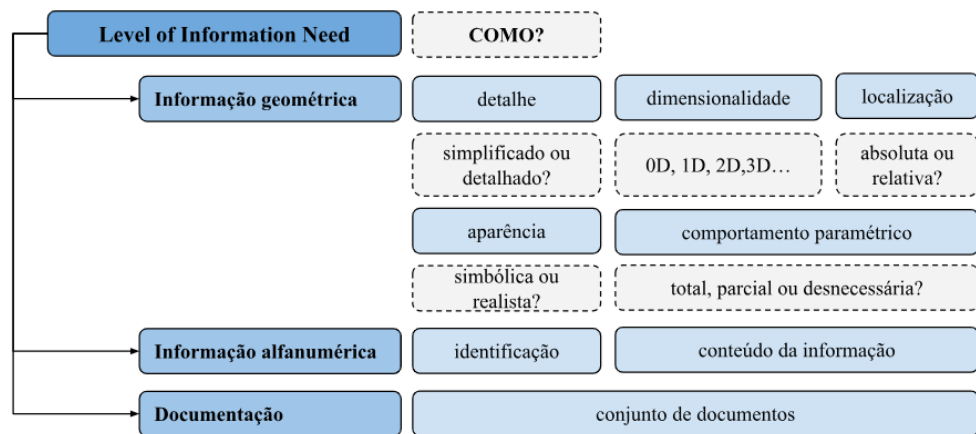 Level of Information Need
COMO?
Informação geométrica
detalhe
dimensionalidade
localização
simplificado ou
detalhado?
0D, 1D, 2D,3D…
absoluta ou
relativa?
aparência
comportamento paramétrico
simbólica ou
realista?
total, parcial ou desnecessária?
Informação alfanumérica
identificação
conteúdo da informação
Documentação
conjunto de documentos